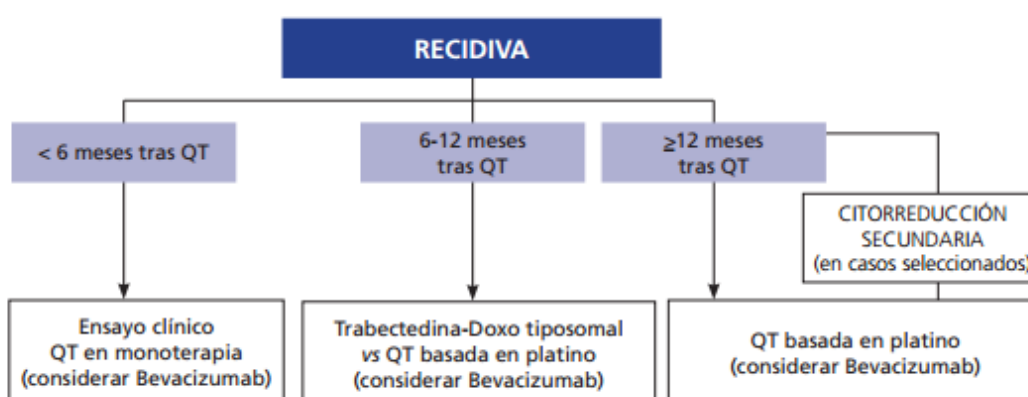 RECIDIVA
< 6 meses tras QT
6-12 meses
tras QT
≥12 meses
tras QT
CITORREDUCCIÓN
SECUNDARIA
(en casos seleccionados)
Ensayo clínico
QT en monoterapia
(considerar Bevacizumab)
Trabectedina-Doxo tiposomal
vs QT basada en platino
(considerar Bevacizumab)
QT basada en platino
(considerar Bevacizumab)